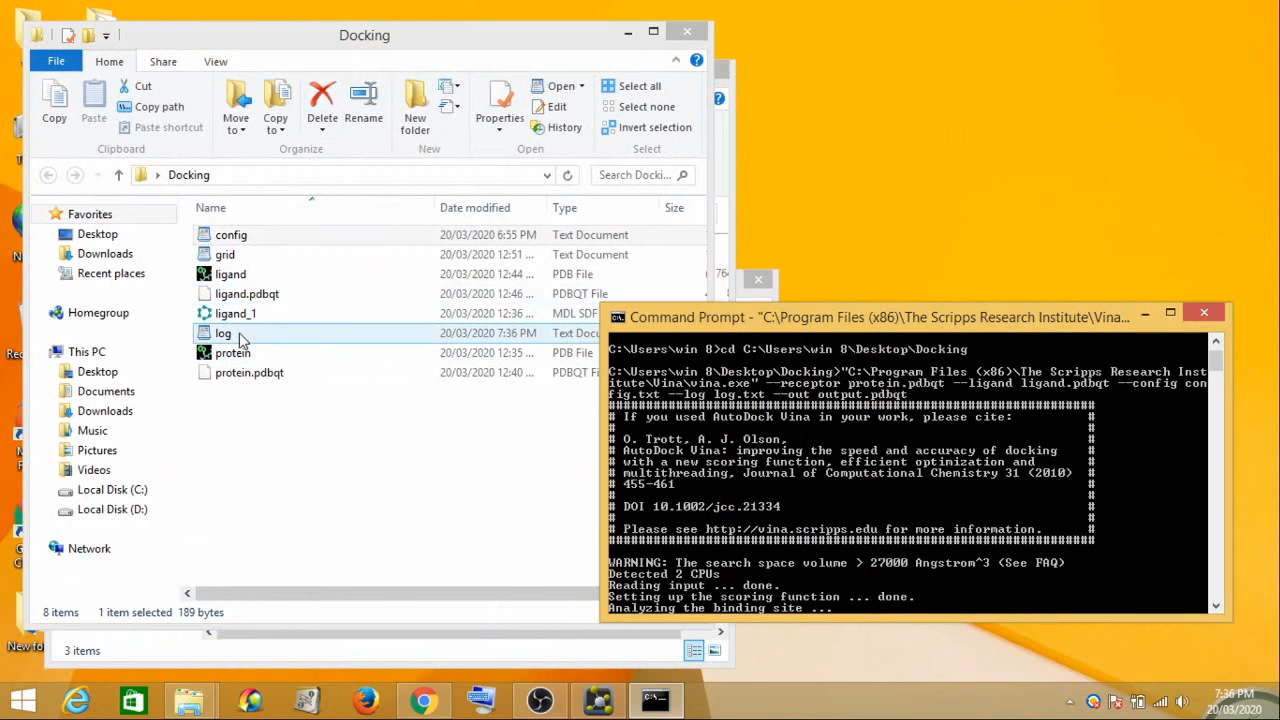 Docking
File
Home
Share
View
Copy
Paste
Cut
Copy path
Paste shortcut
Clipboard
Move to
Copy to
Delete
Rename
Organize
New folder
New
Properties
Open
Edit
History
Open
Select all
Select none
Invert selection
Select
Docking
Search Docki...
Name
Date modified
Type
Size
Favorites
Desktop
Downloads
Recent places
Homegroup
This PC
Desktop
Documents
Downloads
Music
Pictures
Videos
Local Disk (C:)
Local Disk (D:)
Network
config 20/03/2020 6:55 PM Text Document
grid 20/03/2020 12:51 ... Text Document
ligand 20/03/2020 12:44 ... PDB File
ligand.pdbqt 20/03/2020 12:46 ... PDBQT File
ligand_1 20/03/2020 12:36 ... MDL SDF
log 20/03/2020 7:36 PM Text Docu
protein 20/03/2020 12:35 ... PDB File
protein.pdbqt 20/03/2020 12:40 ... PDBQT File
8 items 1 item selected 189 bytes
3 items
Command Prompt - "C:\Program Files (x86)\The Scripps Research Institute\Vina...
C:\Users\win 8>cd C:\Users\win 8\Desktop\Docking
C:\Users\win 8\Desktop\Docking>"C:\Program Files (x86)\The Scripps Research Inst
itute\Vina\vina.exe" --receptor protein.pdbqt --ligand ligand.pdbqt --config con
fig.txt --log log.txt --out output.pdbqt
#################################################################
# If you used AutoDock Vina in your work, please cite: #
# #
# O. Trott, A. J. Olson, #
# AutoDock Vina: improving the speed and accuracy of docking #
# with a new scoring function, efficient optimization and #
# multithreading, Journal of Computational Chemistry 31 (2010) #
# 455-461 #
# #
# DOI 10.1002/jcc.21334 #
# #
# Please see http://vina.scripps.edu for more information. #
#################################################################
WARNING: The search space volume > 27000 Angstrom^3 (See FAQ)
Detected 2 CPUs
Reading input ... done.
Setting up the scoring function ... done.
Analyzing the binding site ...
7:36 PM
20/03/2020